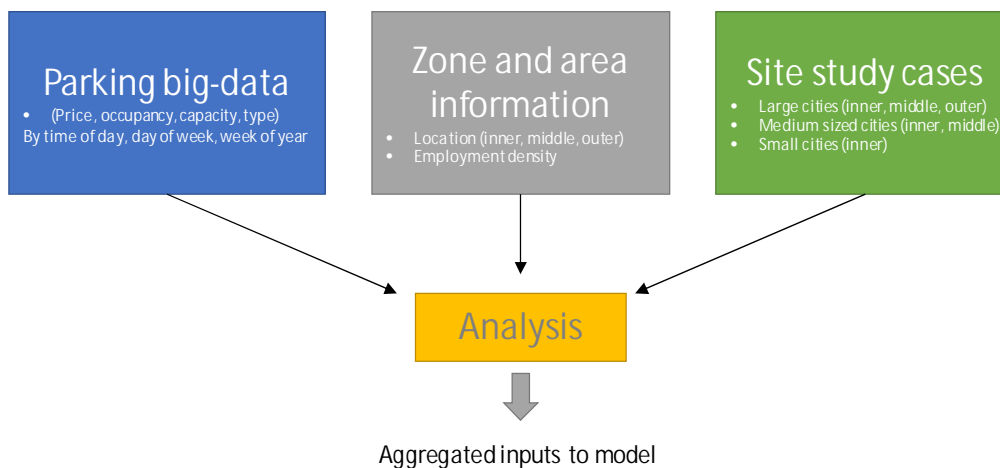 Parking big-data
• (Price, occupancy, capacity, type)
By time of day, day of week, week of year
Zone and area
information
• Location (inner, middle, outer)
• Employment density
Site study cases
• Large cities (inner, middle, outer)
• Medium sized cities (inner, middle)
• Small cities (inner)
Analysis
Aggregated inputs to model